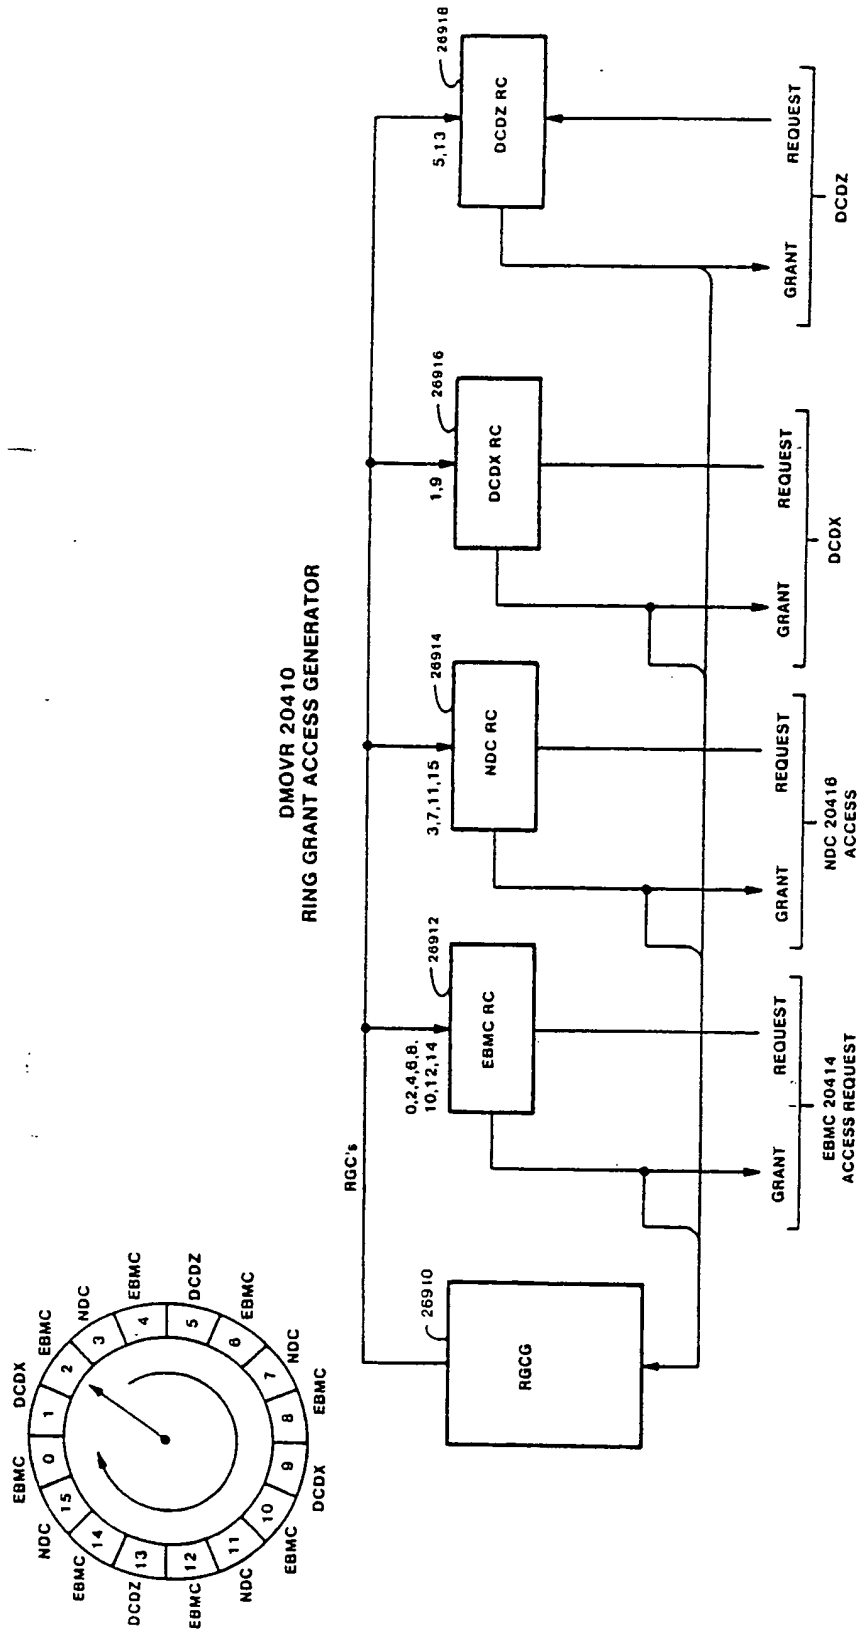 DMOVR 20410
RING GRANT ACCESS GENERATOR
EBMC
DCDX
EBMC
NDC
EBMC
DCDZ
EBMC
NDC
EBMC
DCDX
EBMC
NDC
EBMC
DCDZ
EBMC
NDC
0
1
2
3
4
5
6
7
8
9
10
11
12
13
14
15
RGC's
26910
RGCG
0,2,4,6,8,
10,12,14
26912
EBMC RC
3,7,11,15
26914
NDC RC
1,9
26916
DCDX RC
5,13
26918
DCDZ RC
GRANT
REQUEST
EBMC 20414
ACCESS REQUEST
GRANT
REQUEST
NDC 20416
ACCESS
GRANT
REQUEST
DCDX
GRANT
REQUEST
DCDZ